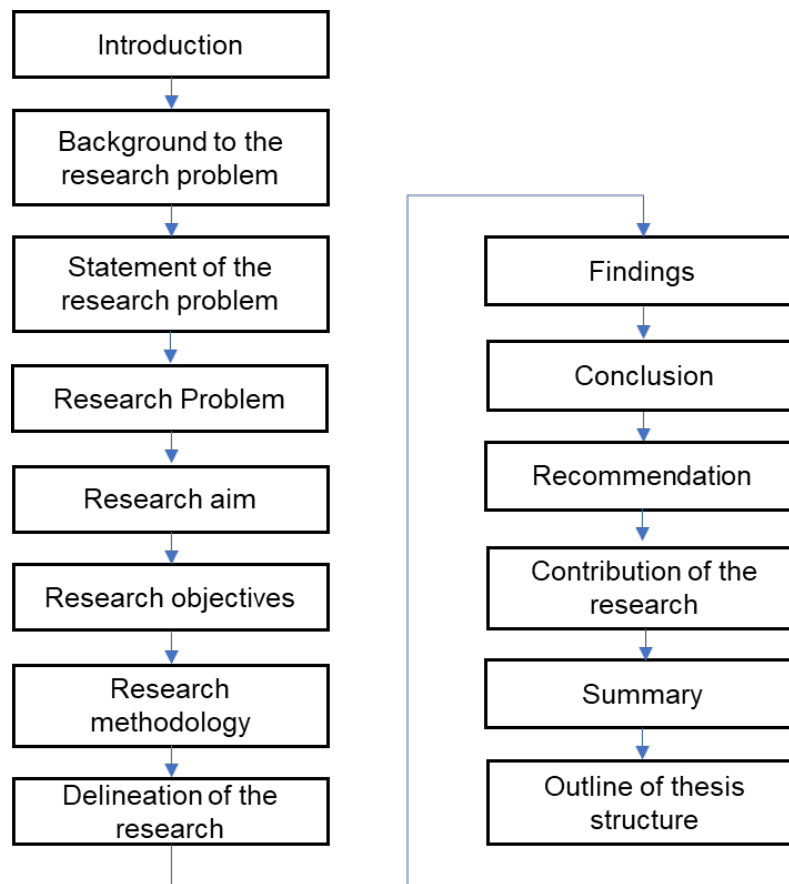 Introduction
Background to the
research problem
Statement of the
research problem
Research Problem
Research aim
Research objectives
Research
methodology
Delineation of the
research
Findings
Conclusion
Recommendation
Contribution of the
research
Summary
Outline of thesis
structure